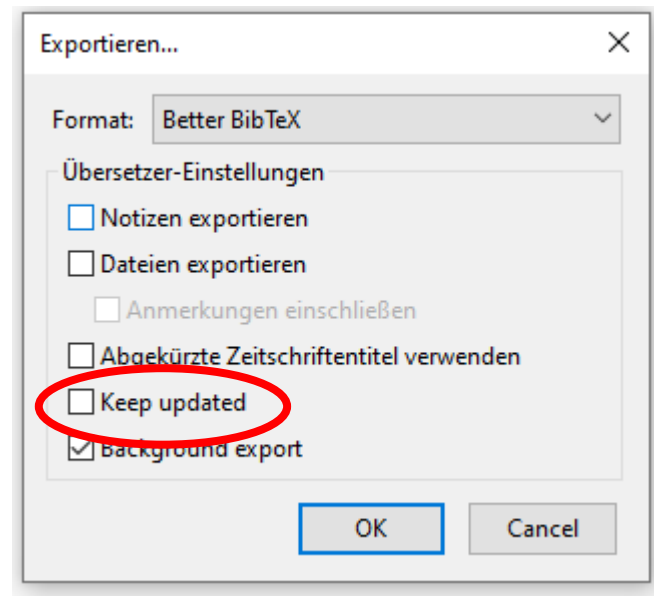 Exportieren...
Format: Better BibTeX
Übersetzer-Einstellungen
Notizen exportieren
Dateien exportieren
Anmerkungen einschließen
Abgekürzte Zeitschriftentitel verwenden
Keep updated
Background export
OK Cancel